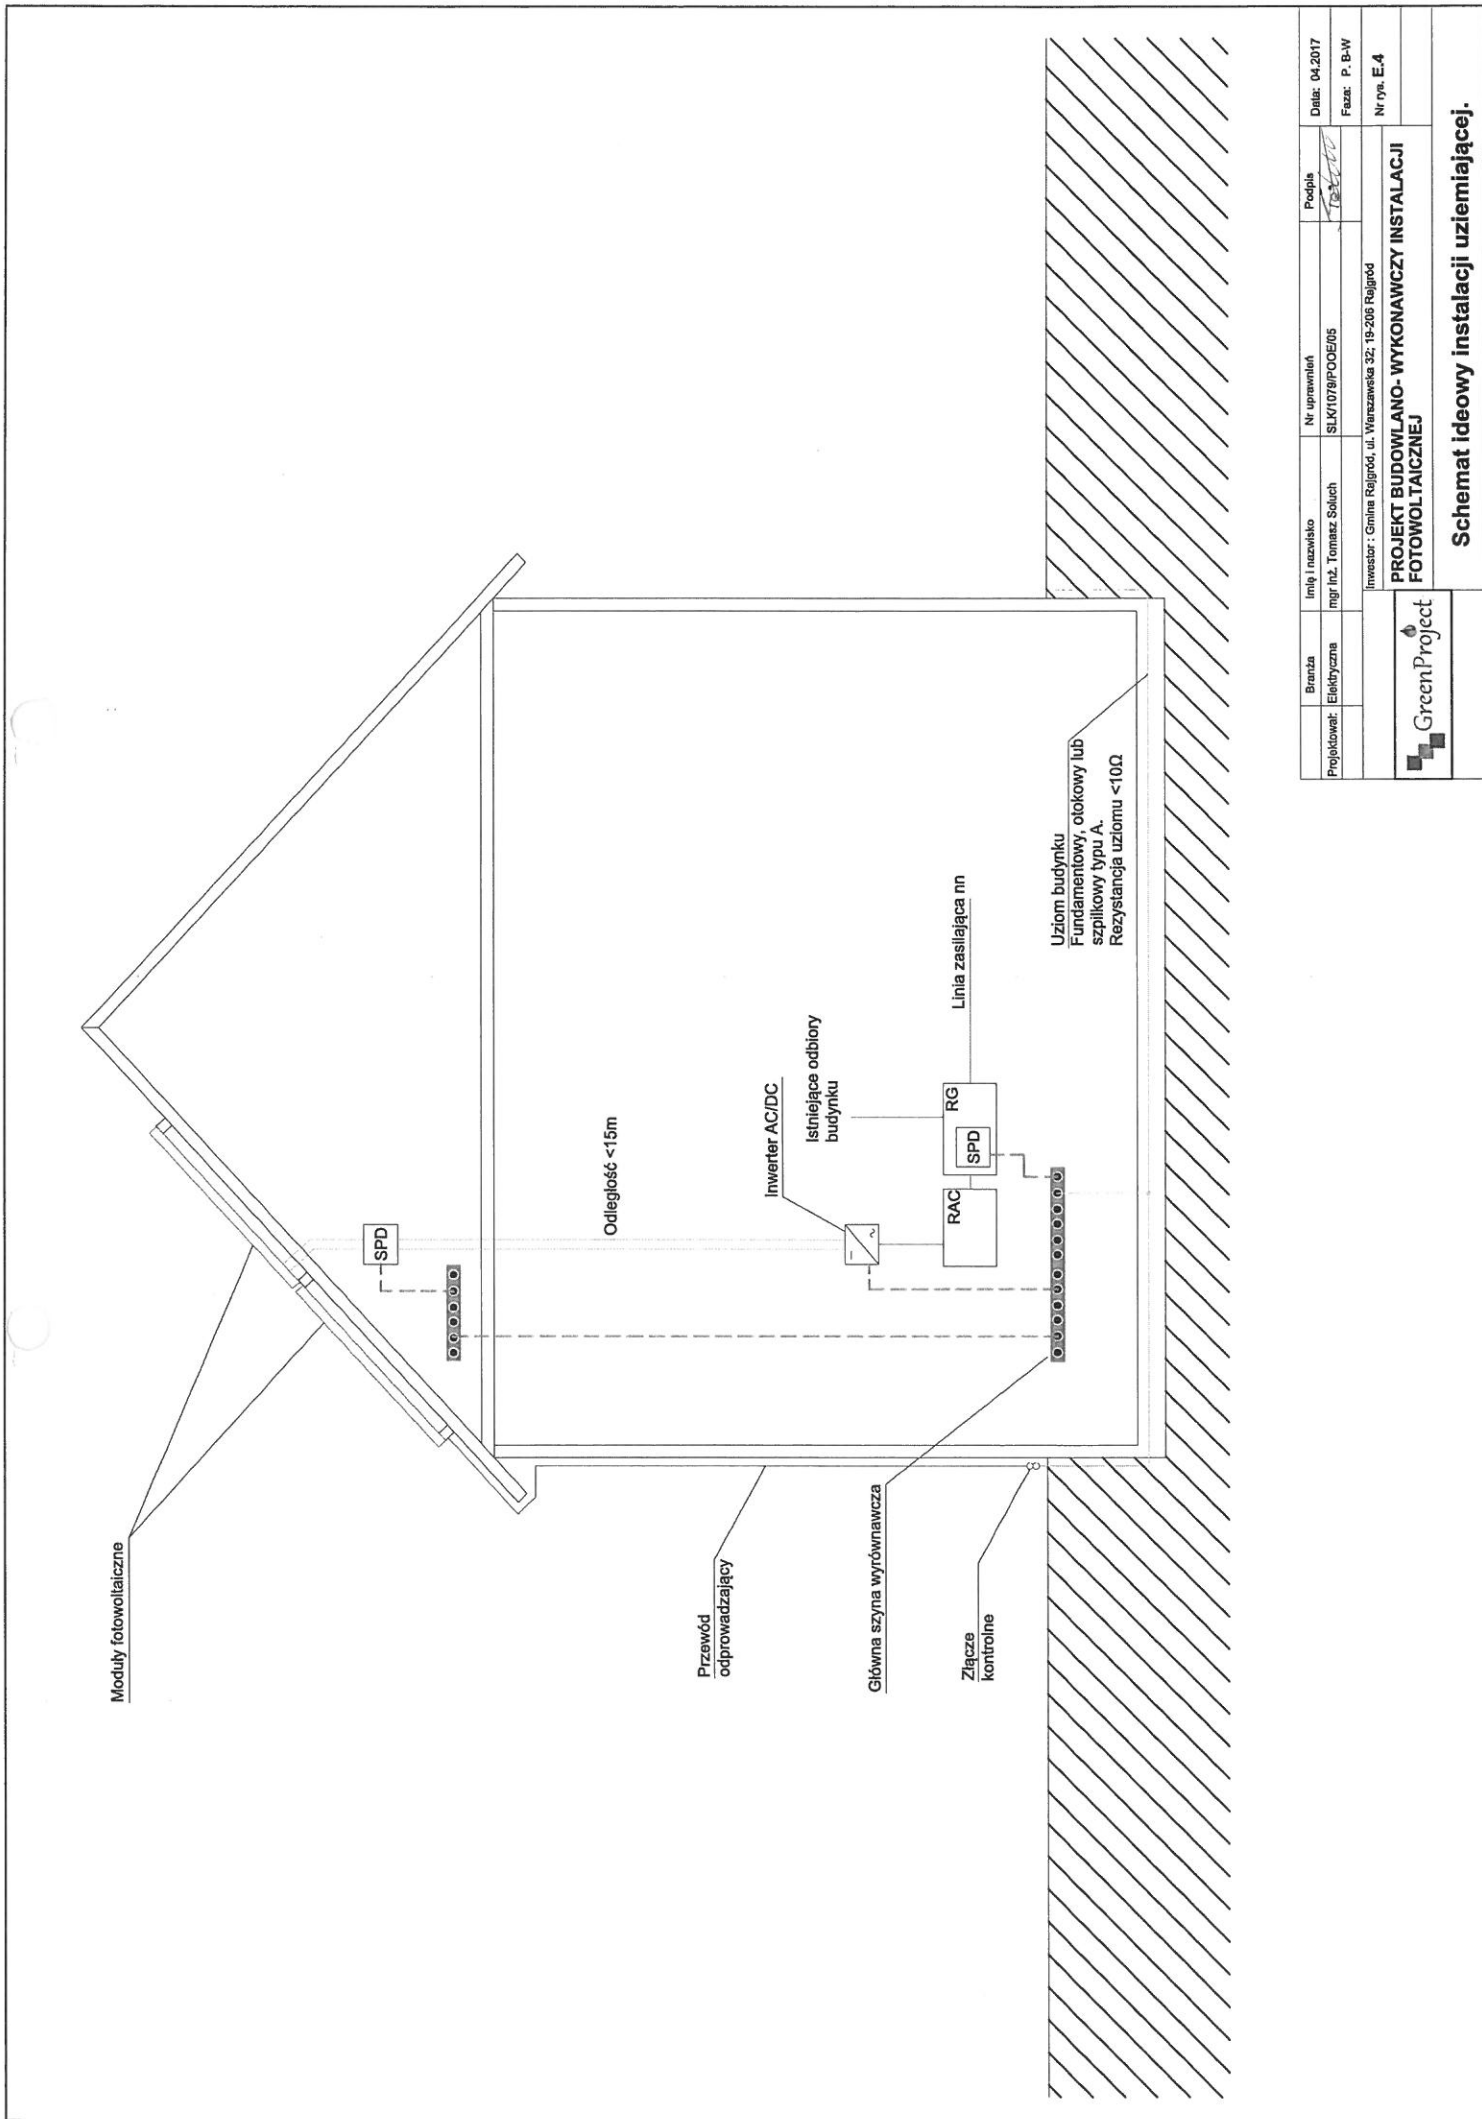 Moduły fotowoltaiczne
SPD
Odległość <15m
Inwerter AC/DC
Istniejące odbiory
budynku
RAC
RG
SPD
Linia zasilająca nn
Przewód
odprowadzający
Główna szyna wyrównawcza
Złącze
kontrolne
Uziom budynku
Fundamentowy, otokowy lub
szpilkowy typu A.
Rezystancja uziomu <10Ω
Branża Imię i nazwisko Nr uprawnień Podpis Data: 04.2017
Projektował: Elektryczna mgr inż. Tomasz Soluch SLK/1079/POOE/05 Faza: P. B-W
Inwestor : Gmina Rajgród, ul. Warszawska 32; 19-206 Rajgród
Nr rys. E.4
GreenProject
PROJEKT BUDOWLANO- WYKONAWCZY INSTALACJI
FOTOWOLTAICZNEJ
Schemat ideowy instalacji uziemiającej.